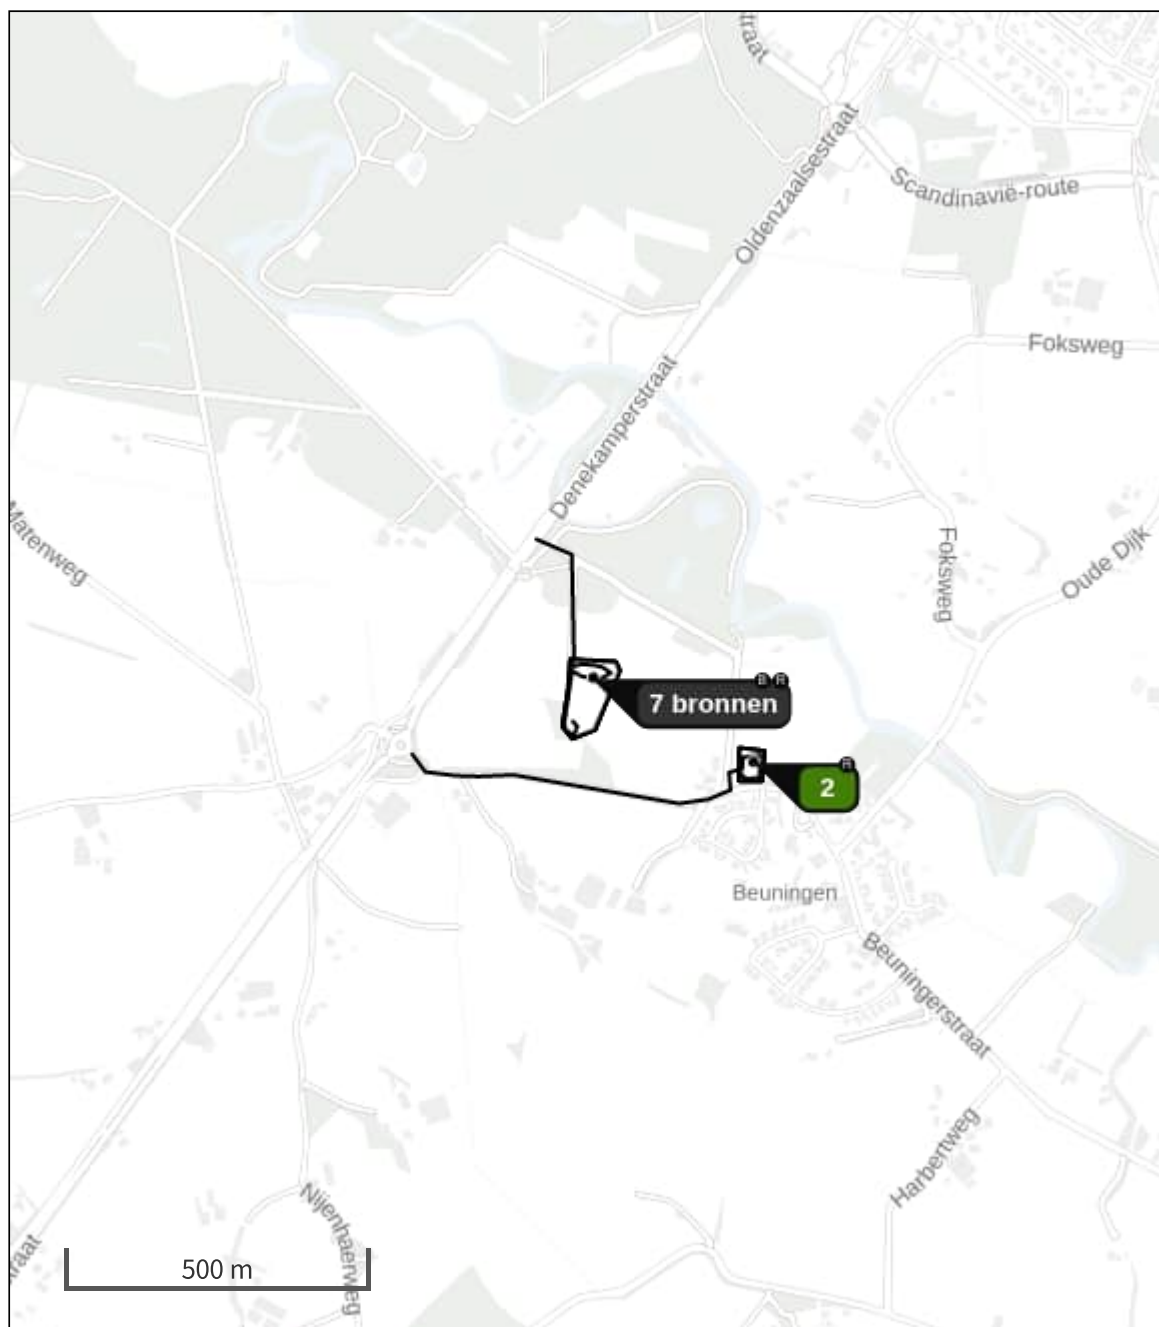 traat
Oldenzaalsestraat
Scandinavië-route
Foksweg
Denekamperstraat
Matenweg
Foksweg
Oude Dijk
B R
7 bronnen
R
2
Beuningen
Beuningerstraat
Harbertweg
Nijenhaerweg
traat
500 m